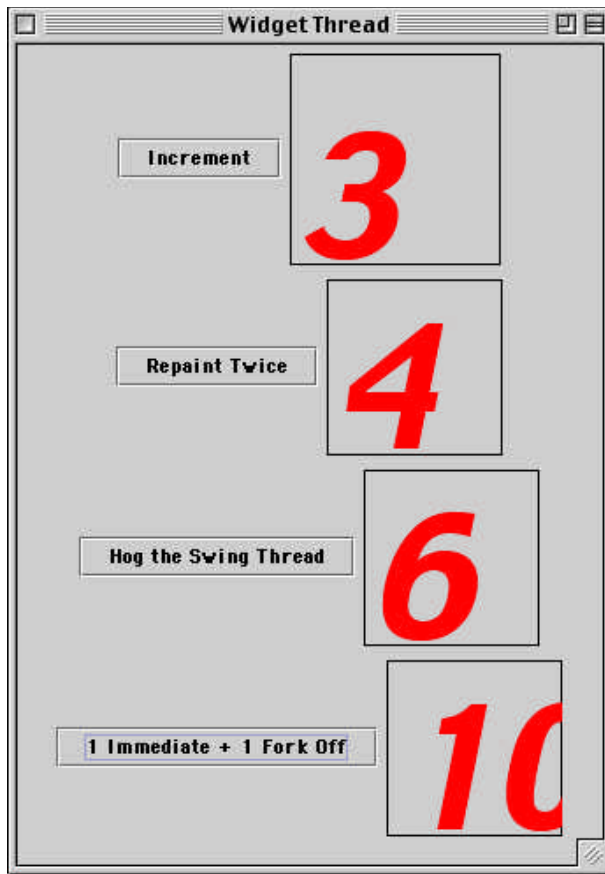 Widget Thread
Increment
3
Repaint Twice
4
Hog the Swing Thread
6
1 Immediate + 1 Fork Off
10